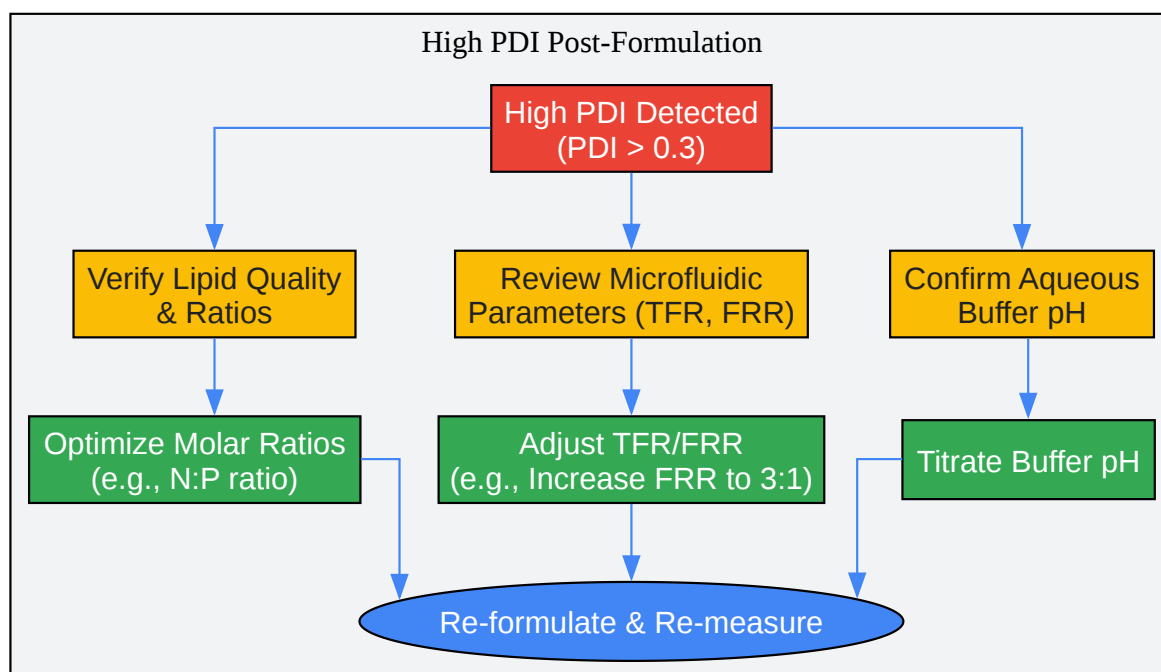 High PDI Post-Formulation
High PDI Detected
(PDI > 0.3)
Verify Lipid Quality
& Ratios
Review Microfluidic
Parameters (TFR, FRR)
Confirm Aqueous
Buffer pH
Optimize Molar Ratios
(e.g., N:P ratio)
Adjust TFR/FRR
(e.g., Increase FRR to 3:1)
Titrate Buffer pH
Re-formulate & Re-measure